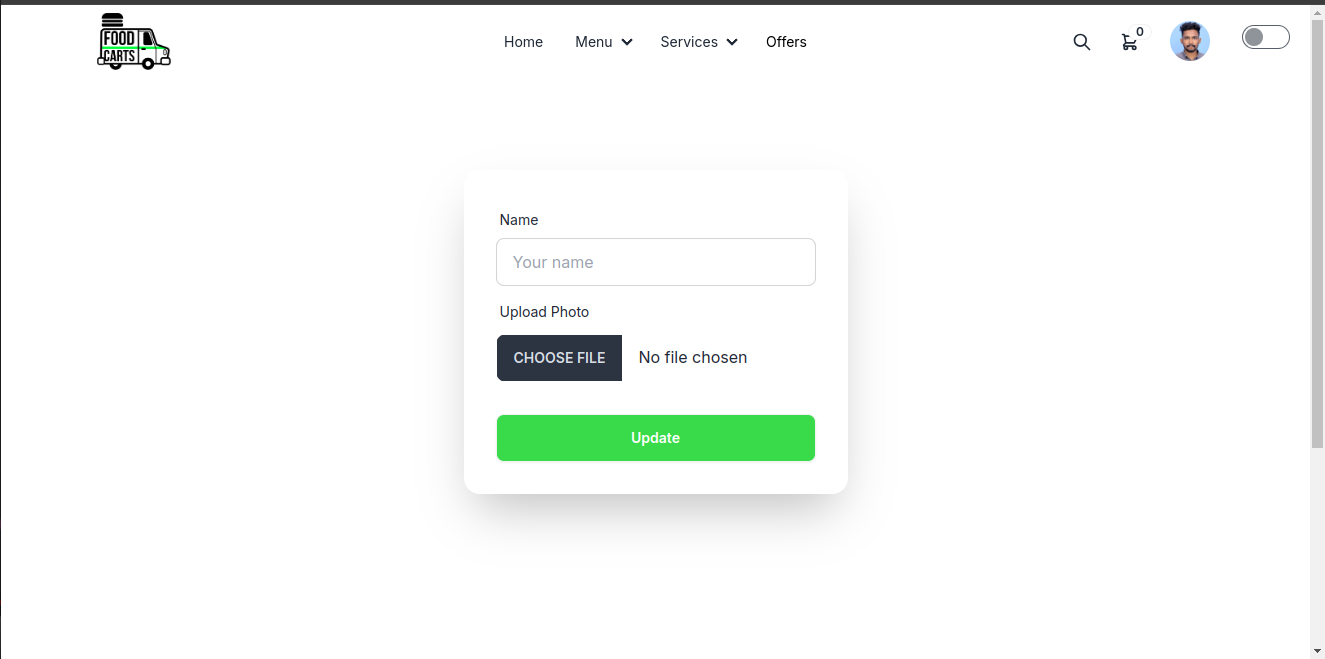 FOOD
CARTS
Home
Menu
Services
Offers
0
Name
Your name
Upload Photo
CHOOSE FILE
No file chosen
Update